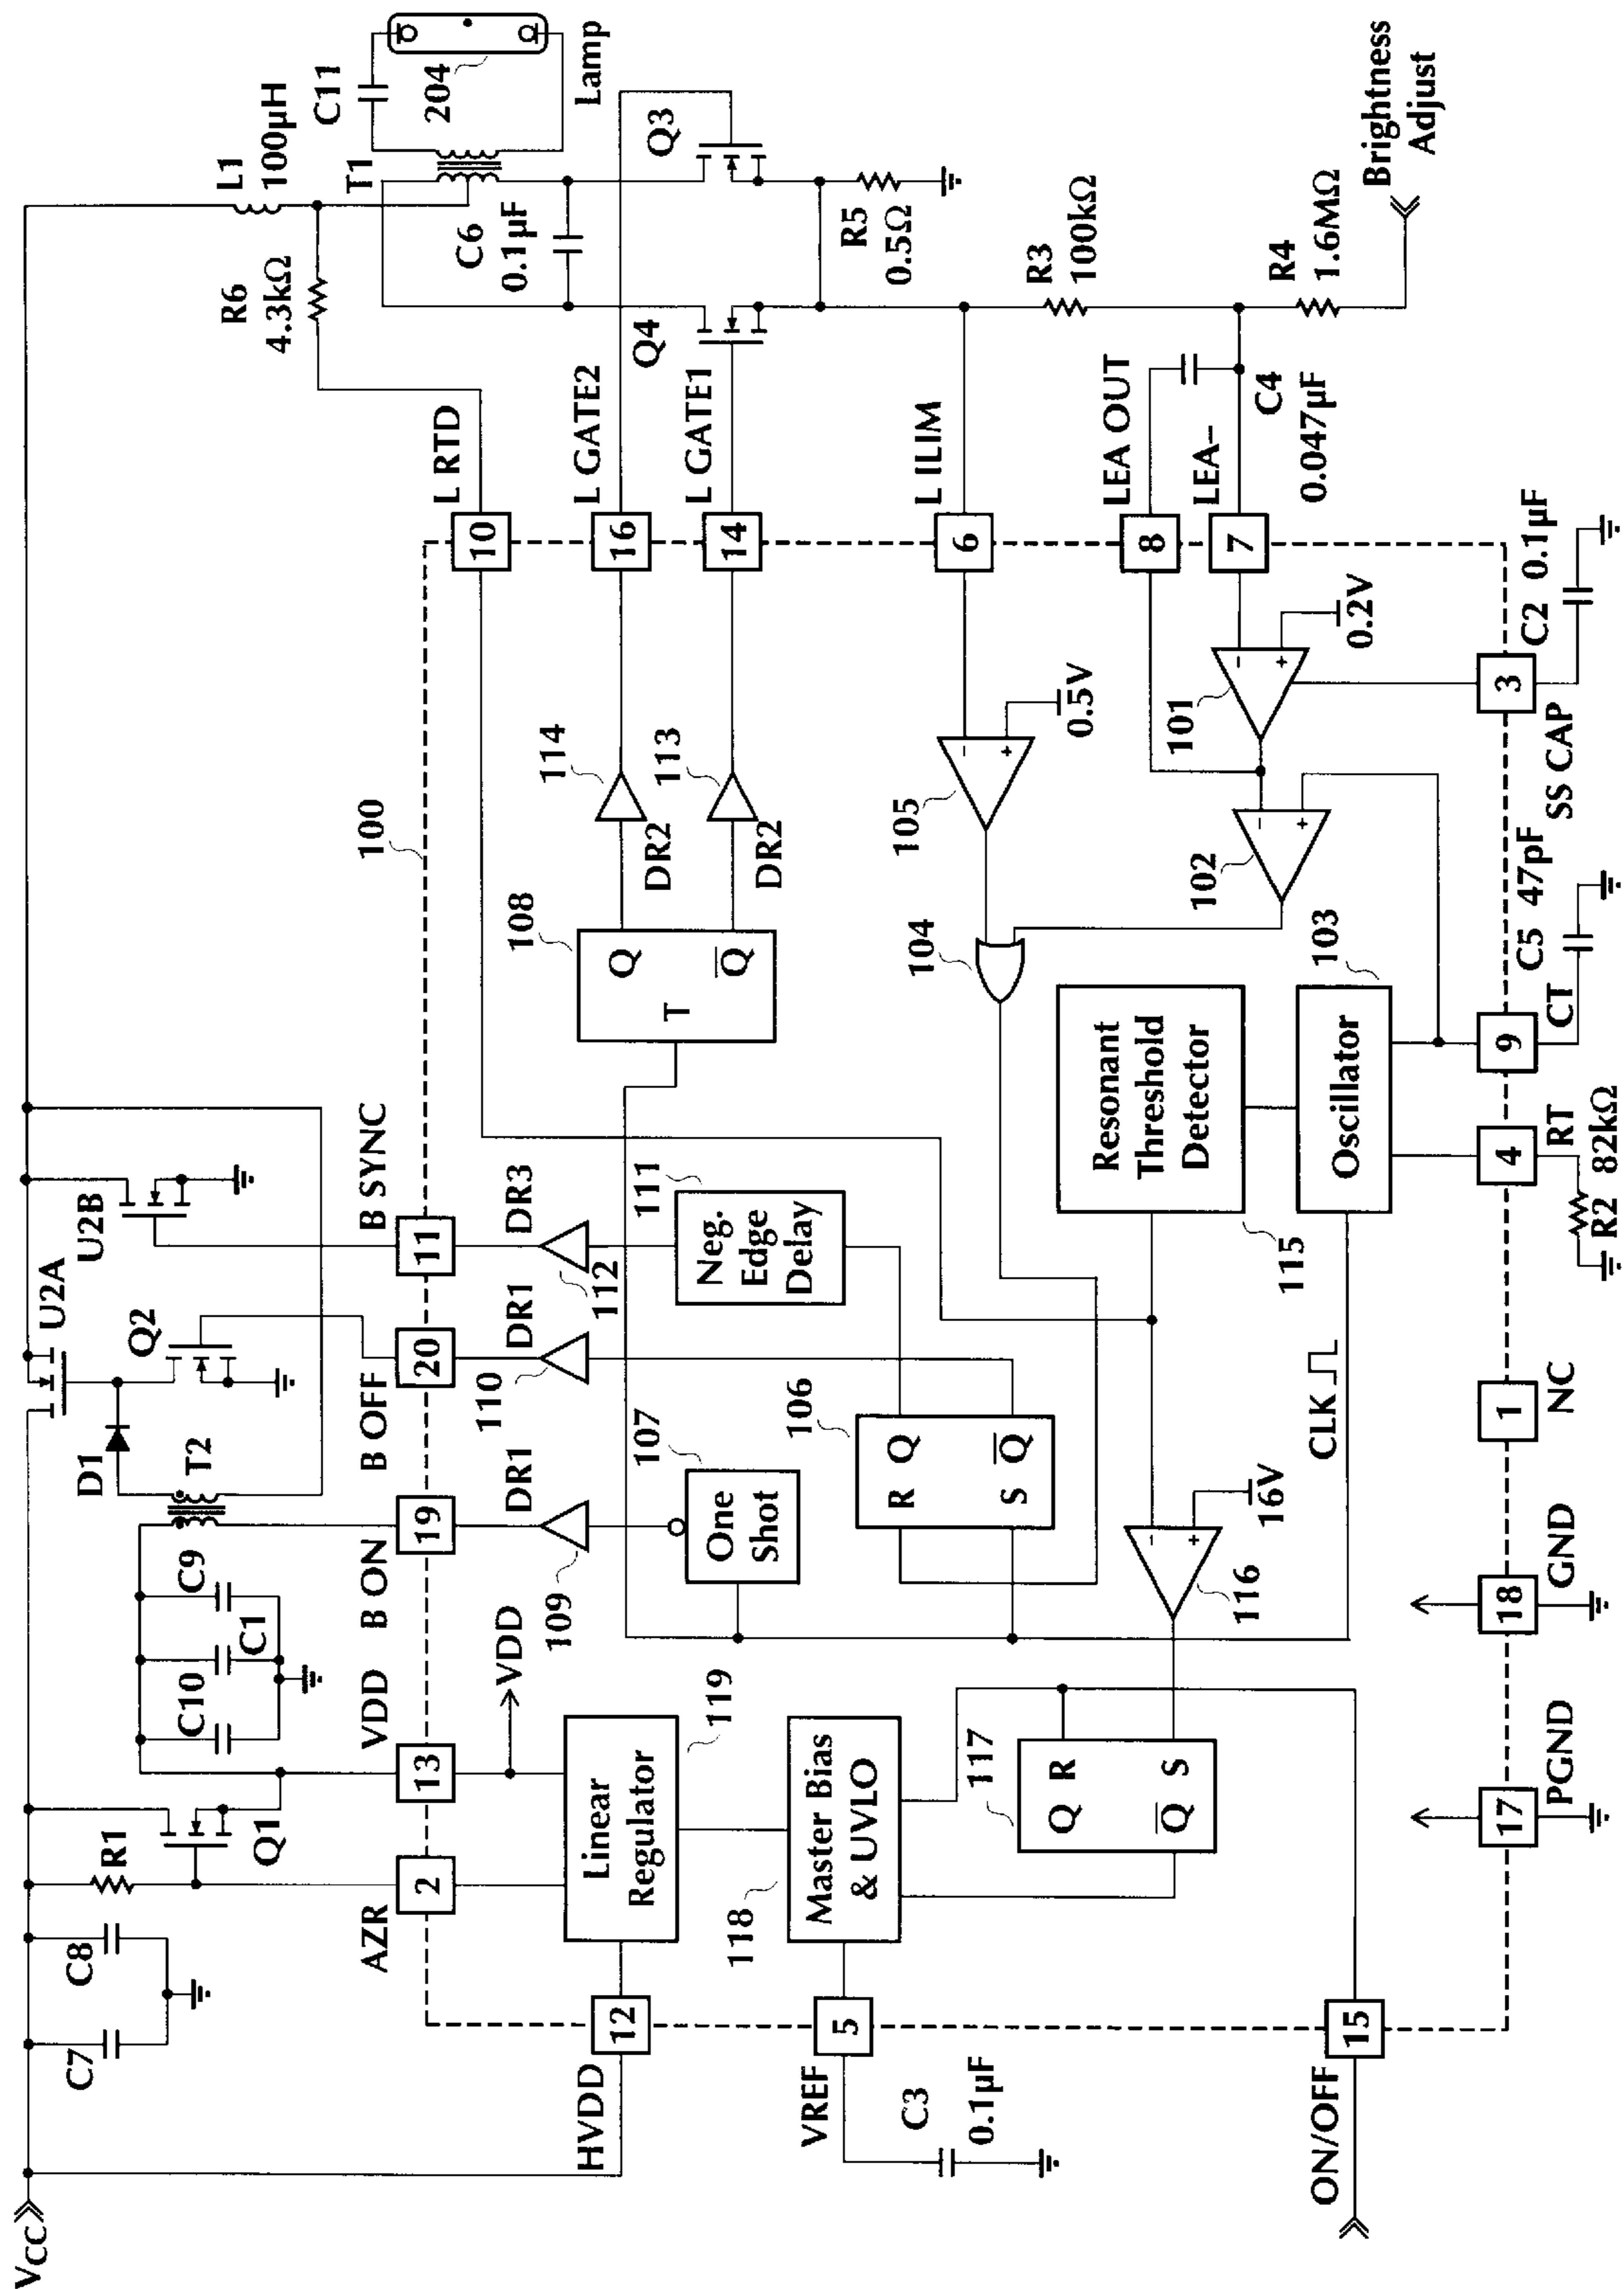 VCC
C7
C8
R1
Q1
C10
C1
C9
T2
D1
Q2
U2A
U2B
L1
100µH
R6
4.3kΩ
T1
C11
204
Lamp
C6
0.1µF
Q4
Q3
R5
0.5Ω
R3
100kΩ
R4
1.6MΩ
Brightness
Adjust
AZR
2
VDD
13
B ON
19
B OFF
20
B SYNC
11
100
L RTD
10
L GATE2
16
L GATE1
14
L ILIM
6
LEA OUT
8
LEA–
7
C4
0.047µF
HVDD
12
Linear
Regulator
119
VDD
109
DR1
One
Shot
107
110
DR1
112
DR3
Neg.
Edge
Delay
111
108
T
Q
Q
DR2
114
DR2
113
VREF
5
C3
0.1µF
118
Master Bias
& UVLO
117
Q
R
Q
S
106
R
Q
S
Q
104
105
–
+
0.5V
102
–
+
101
–
+
0.2V
116
–
+
16V
CLK
115
Resonant
Threshold
Detector
103
Oscillator
ON/OFF
15
17
PGND
18
GND
1
NC
4
RT
R2
82kΩ
9
CT
C5
47pF
3
SS CAP
C2
0.1µF